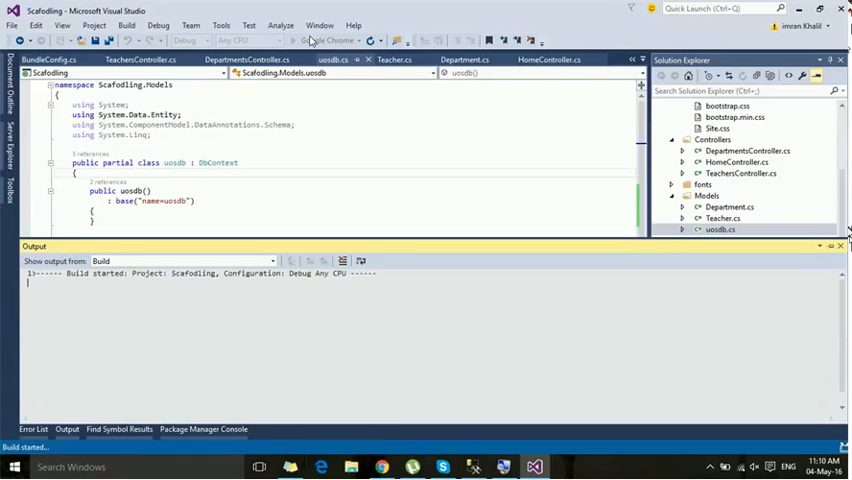 Scafodling - Microsoft Visual Studio
Quick Launch (Ctrl+Q)
File Edit View Project Build Debug Team Tools Test Analyze Window Help
imran Khalil
Debug Any CPU Google Chrome
BundleConfig.cs TeachersController.cs DepartmentsController.cs uosdb.cs Teacher.cs Department.cs HomeController.cs
Scafodling Scafodling.Models.uosdb uosdb()
Document Outline
Server Explorer
Toolbox
namespace Scafodling.Models
{
using System;
using System.Data.Entity;
using System.ComponentModel.DataAnnotations.Schema;
using System.Linq;
5 references
public partial class uosdb : DbContext
{
2 references
public uosdb()
: base("name=uosdb")
{
}
Solution Explorer
Search Solution Explorer (Ctrl+;)
bootstrap.css
bootstrap.min.css
Site.css
Controllers
DepartmentsController.cs
HomeController.cs
TeachersController.cs
fonts
Models
Department.cs
Teacher.cs
uosdb.cs
Output
Show output from: Build
1>------ Build started: Project: Scafodling, Configuration: Debug Any CPU ------
Error List Output Find Symbol Results Package Manager Console
Build started...
Search Windows
ENG
11:10 AM
04-May-16